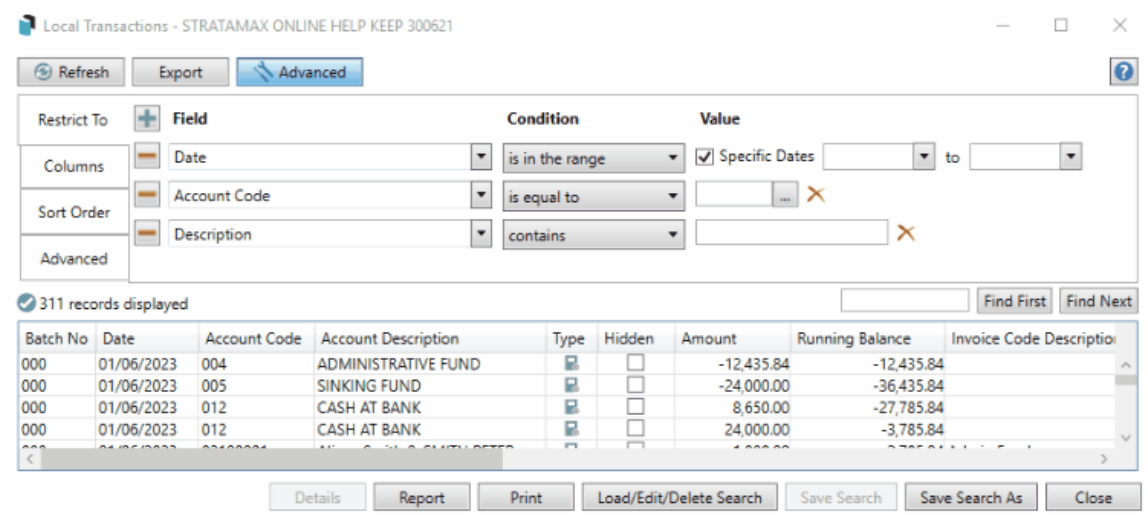 Local Transactions - STRATAMAX ONLINE HELP KEEP 300621
Refresh Export Advanced ?
Restrict To Field Condition Value
Date is in the range Specific Dates to
Columns
Account Code is equal to ...
Sort Order
Description contains
Advanced
311 records displayed Find First Find Next
Batch No Date Account Code Account Description Type Hidden Amount Running Balance Invoice Code Description
000 01/06/2023 004 ADMINISTRATIVE FUND -12,435.84 -12,435.84
000 01/06/2023 005 SINKING FUND -24,000.00 -36,435.84
000 01/06/2023 012 CASH AT BANK 8,650.00 -27,785.84
000 01/06/2023 012 CASH AT BANK 24,000.00 -3,785.84
Details Report Print Load/Edit/Delete Search Save Search Save Search As Close